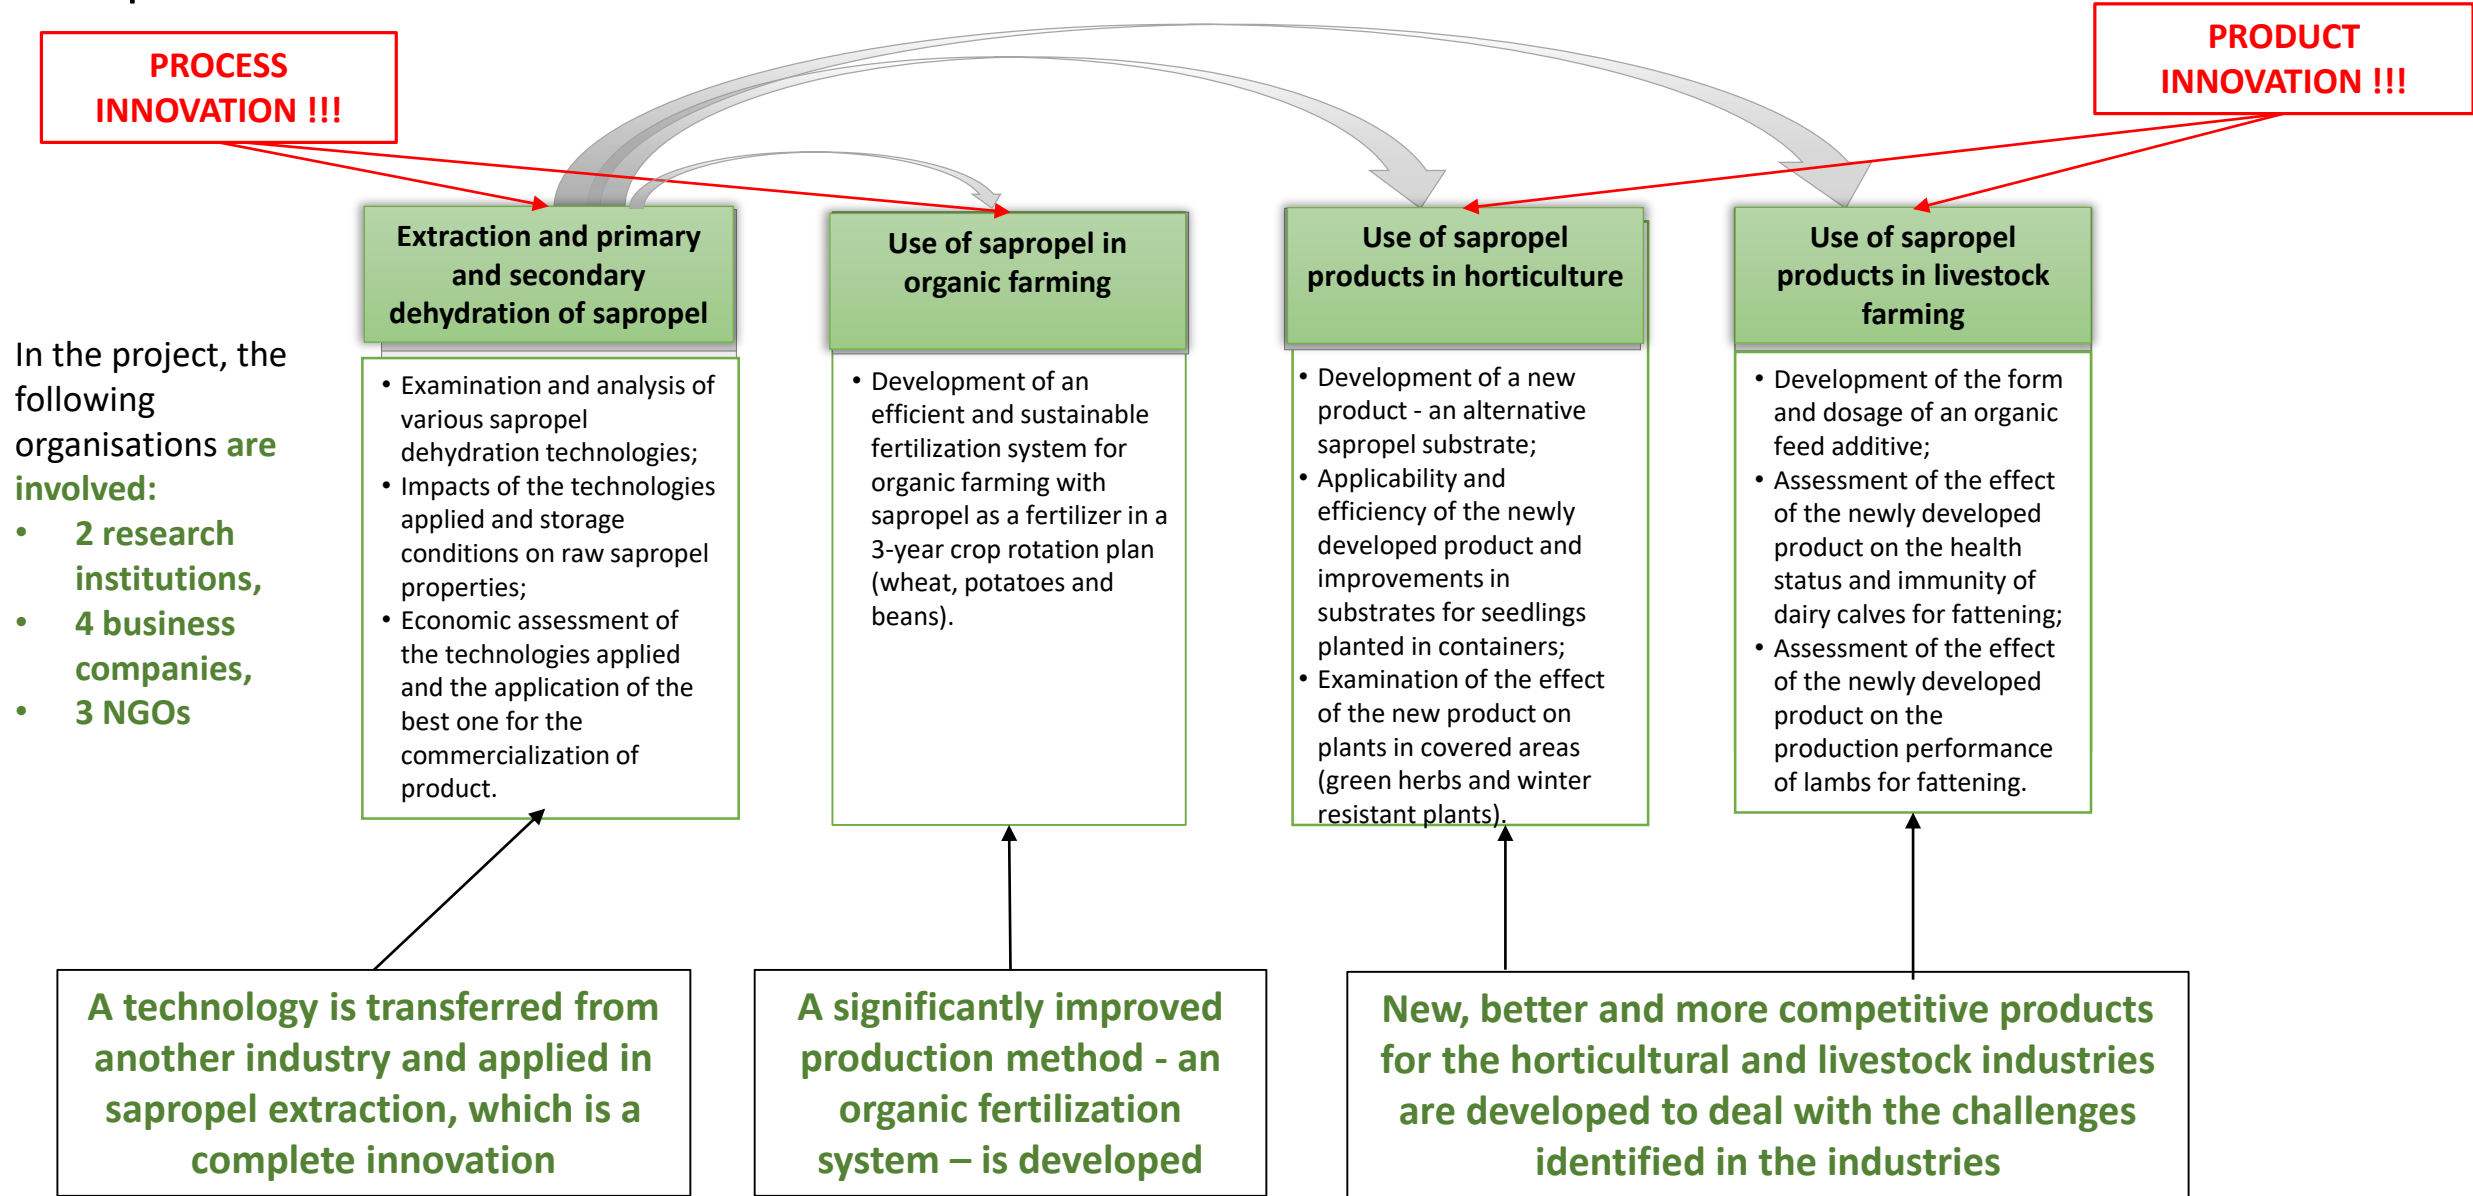 PROCESS
INNOVATION !!!
PRODUCT
INNOVATION !!!
In the project, the
following
organisations are
involved:
• 2 research
institutions,
• 4 business
companies,
• 3 NGOs
Extraction and primary
and secondary
dehydration of sapropel
• Examination and analysis of
various sapropel
dehydration technologies;
• Impacts of the technologies
applied and storage
conditions on raw sapropel
properties;
• Economic assessment of
the technologies applied
and the application of the
best one for the
commercialization of
product.
Use of sapropel in
organic farming
• Development of an
efficient and sustainable
fertilization system for
organic farming with
sapropel as a fertilizer in a
3-year crop rotation plan
(wheat, potatoes and
beans).
Use of sapropel
products in horticulture
• Development of a new
product - an alternative
sapropel substrate;
• Applicability and
efficiency of the newly
developed product and
improvements in
substrates for seedlings
planted in containers;
• Examination of the effect
of the new product on
plants in covered areas
(green herbs and winter
resistant plants).
Use of sapropel
products in livestock
farming
• Development of the form
and dosage of an organic
feed additive;
• Assessment of the effect
of the newly developed
product on the health
status and immunity of
dairy calves for fattening;
• Assessment of the effect
of the newly developed
product on the
production performance
of lambs for fattening.
A technology is transferred from
another industry and applied in
sapropel extraction, which is a
complete innovation
A significantly improved
production method - an
organic fertilization
system – is developed
New, better and more competitive products
for the horticultural and livestock industries
are developed to deal with the challenges
identified in the industries